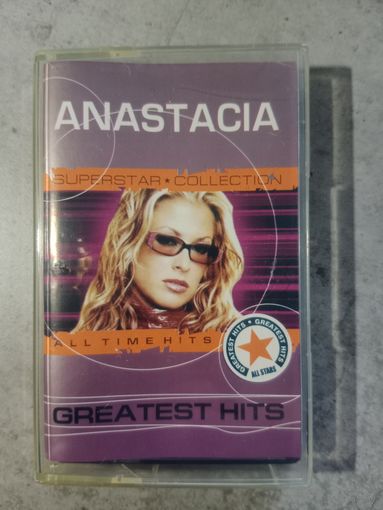 ANASTACIA
SUPERSTAR★COLLECTION
ALL TIME HITS
GREATEST HITS • GREATEST HITS
ALL STARS
GREATEST HITS